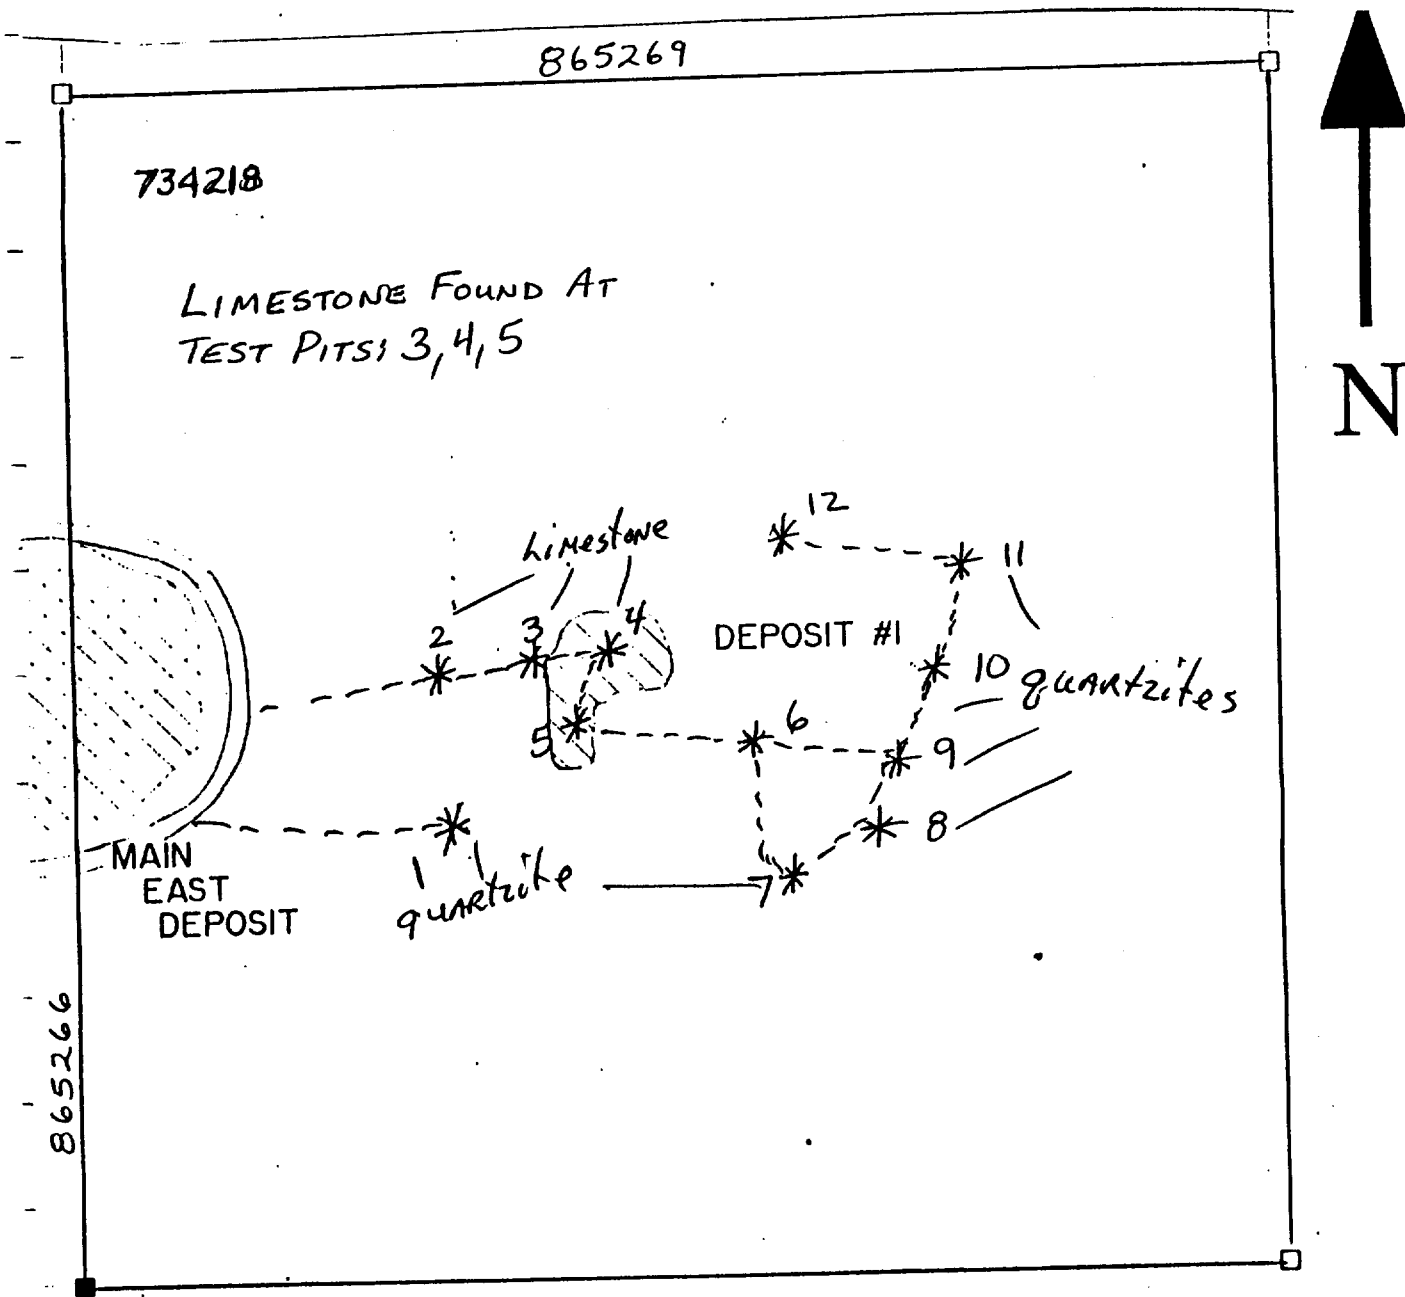 865269
734218
N
LIMESTONE FOUND AT
TEST PITS: 3,4,5
12
Limestone
11
4
3
2
DEPOSIT #1
10
quartzites
6
5
9
8
MAIN
EAST
DEPOSIT
1
quartzite
7
865266